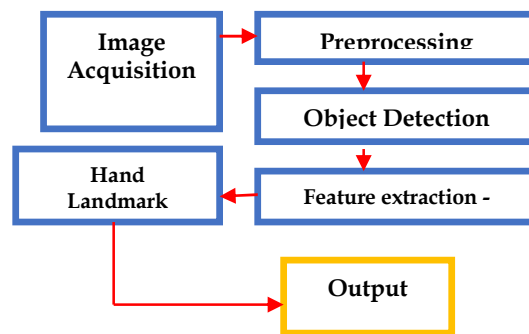 Image
Acquisition
Preprocessing
Object Detection
Feature extraction -
Hand
Landmark
Output